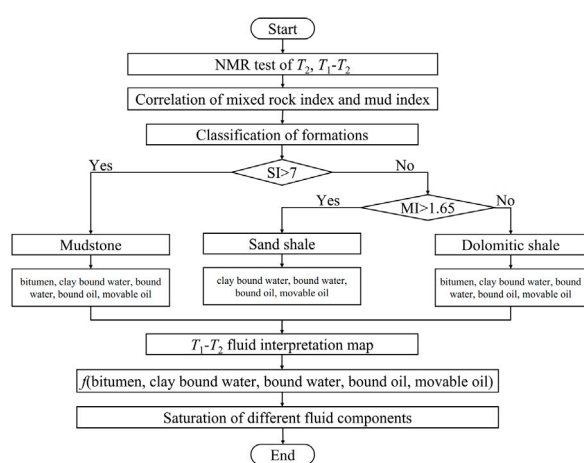 Start
NMR test of T2, T1-T2
Correlation of mixed rock index and mud index
Classification of formations
Yes
SI>7
No
Yes
MI>1.65
No
Mudstone
Sand shale
Dolomitic shale
bitumen, clay bound water, bound
water, bound oil, movable oil
clay bound water, bound water,
bound oil, movable oil
bitumen, clay bound water, bound
water, bound oil, movable oil
T1-T2 fluid interpretation map
f(bitumen, clay bound water, bound water, bound oil, movable oil)
Saturation of different fluid components
End